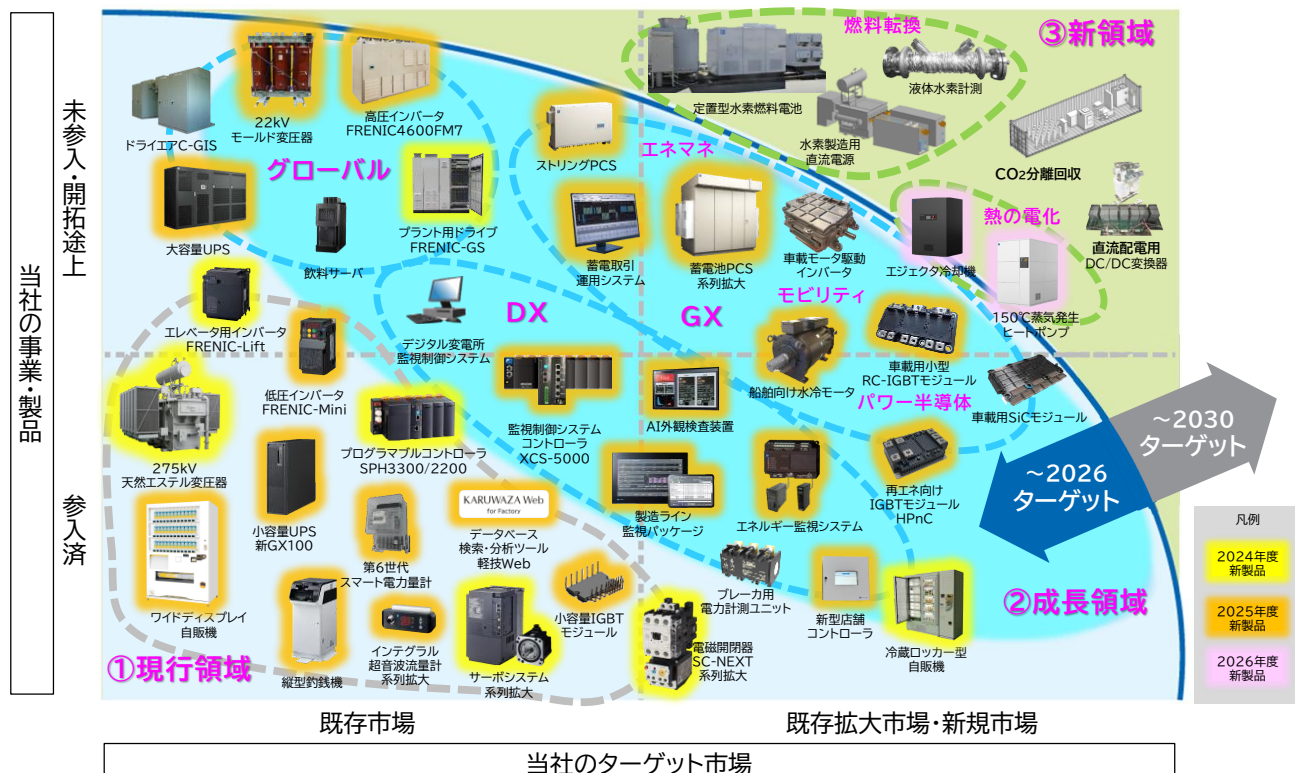 当社の事業・製品
未参入・開拓途上
参入済
ドライエアC-GIS
22kV
モールド変圧器
高圧インバータ
FRENIC4600FM7
グローバル
大容量UPS
飲料サーバ
プラント用ドライブ
FRENIC-GS
ストリングPCS
エネマネ
蓄電取引
運用システム
蓄電池PCS
系列拡大
車載モータ駆動
インバータ
モビリティ
燃料転換
③新領域
定置型水素燃料電池
液体水素計測
水素製造用
直流電源
CO₂分離回収
熱の電化
エジェクタ冷却機
150℃蒸気発生
ヒートポンプ
直流配電用
DC/DC変換器
エレベータ用インバータ
FRENIC-Lift
低圧インバータ
FRENIC-Mini
デジタル変電所
監視制御システム
DX
GX
船舶向け水冷モータ
車載用小型
RC-IGBTモジュール
パワー半導体
車載用SiCモジュール
275kV
天然エステル変圧器
プログラマブルコントローラ
SPH3300/2200
監視制御システム
コントローラ
XCS-5000
AI外観検査装置
再エネ向け
IGBTモジュール
HPnC
～2030
ターゲット
～2026
ターゲット
小容量UPS
新GX100
第6世代
スマート電力量計
KARUWAZA Web
for Factory
データベース
検索・分析ツール
軽技Web
製造ライン
監視パッケージ
エネルギー監視システム
ワイドディスプレイ
自販機
縦型釣銭機
インテグラル
超音波流量計
系列拡大
サーボシステム
系列拡大
小容量IGBT
モジュール
電磁開閉器
SC-NEXT
系列拡大
ブレーカ用
電力計測ユニット
新型店舗
コントローラ
冷蔵ロッカー型
自販機
①現行領域
②成長領域
凡例
2024年度
新製品
2025年度
新製品
2026年度
新製品
既存市場
既存拡大市場・新規市場
当社のターゲット市場